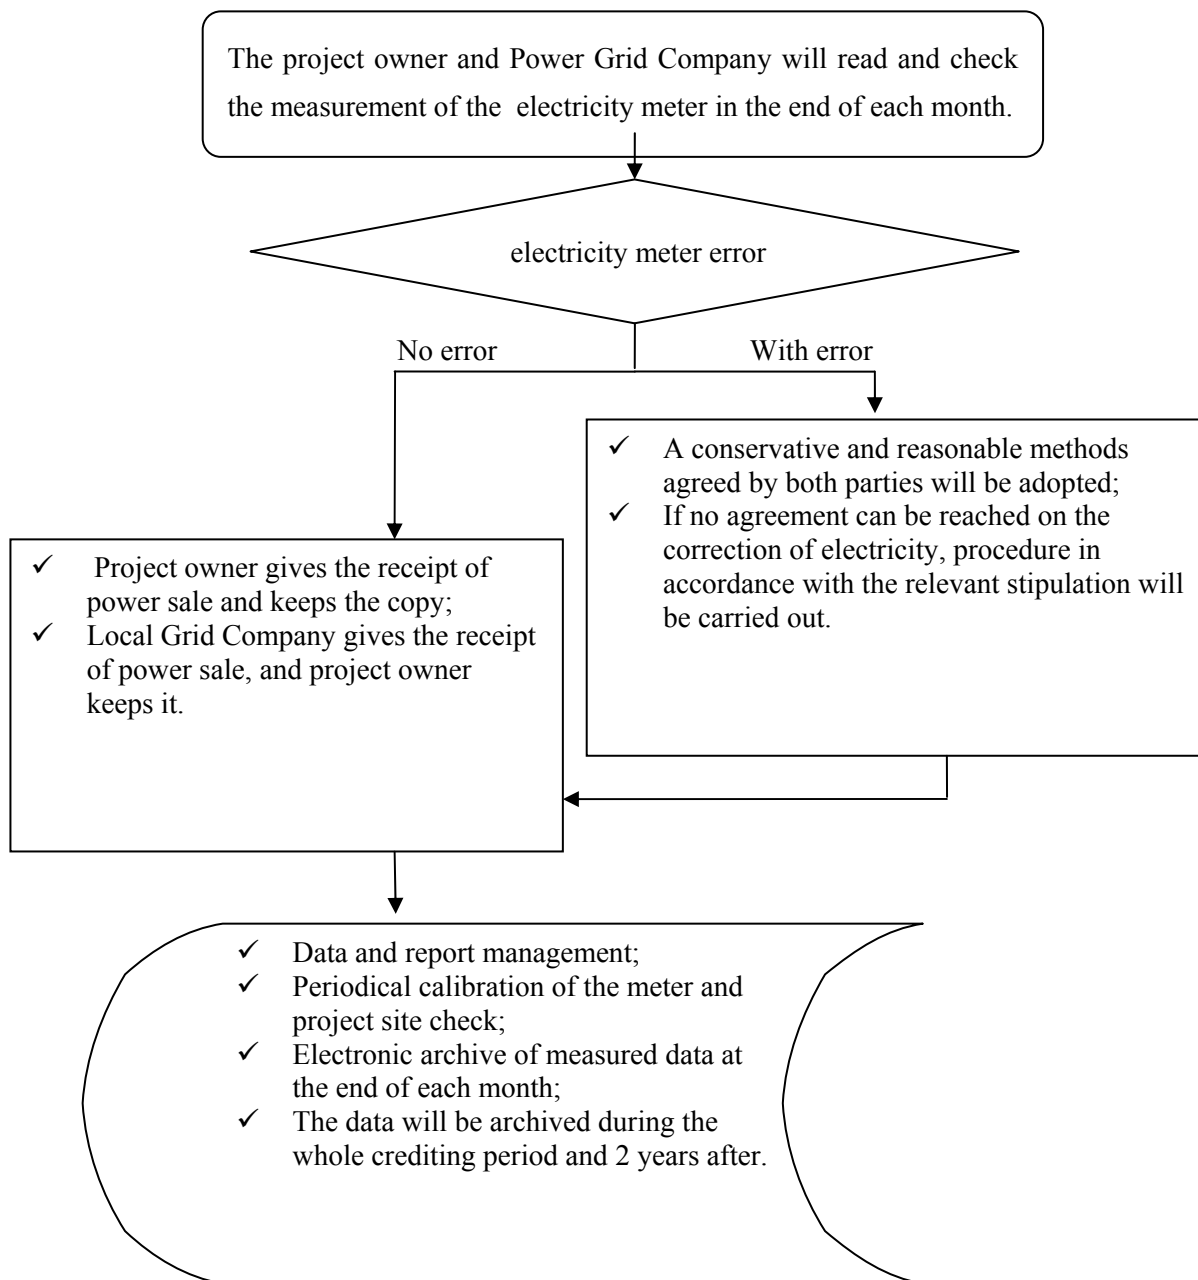 The project owner and Power Grid Company will read and check
the measurement of the electricity meter in the end of each month.
electricity meter error
No error
With error
✓ A conservative and reasonable methods
agreed by both parties will be adopted;
✓ If no agreement can be reached on the
correction of electricity, procedure in
accordance with the relevant stipulation will
be carried out.
✓ Project owner gives the receipt of
power sale and keeps the copy;
✓ Local Grid Company gives the receipt
of power sale, and project owner
keeps it.
✓ Data and report management;
✓ Periodical calibration of the meter and
project site check;
✓ Electronic archive of measured data at
the end of each month;
✓ The data will be archived during the
whole crediting period and 2 years after.